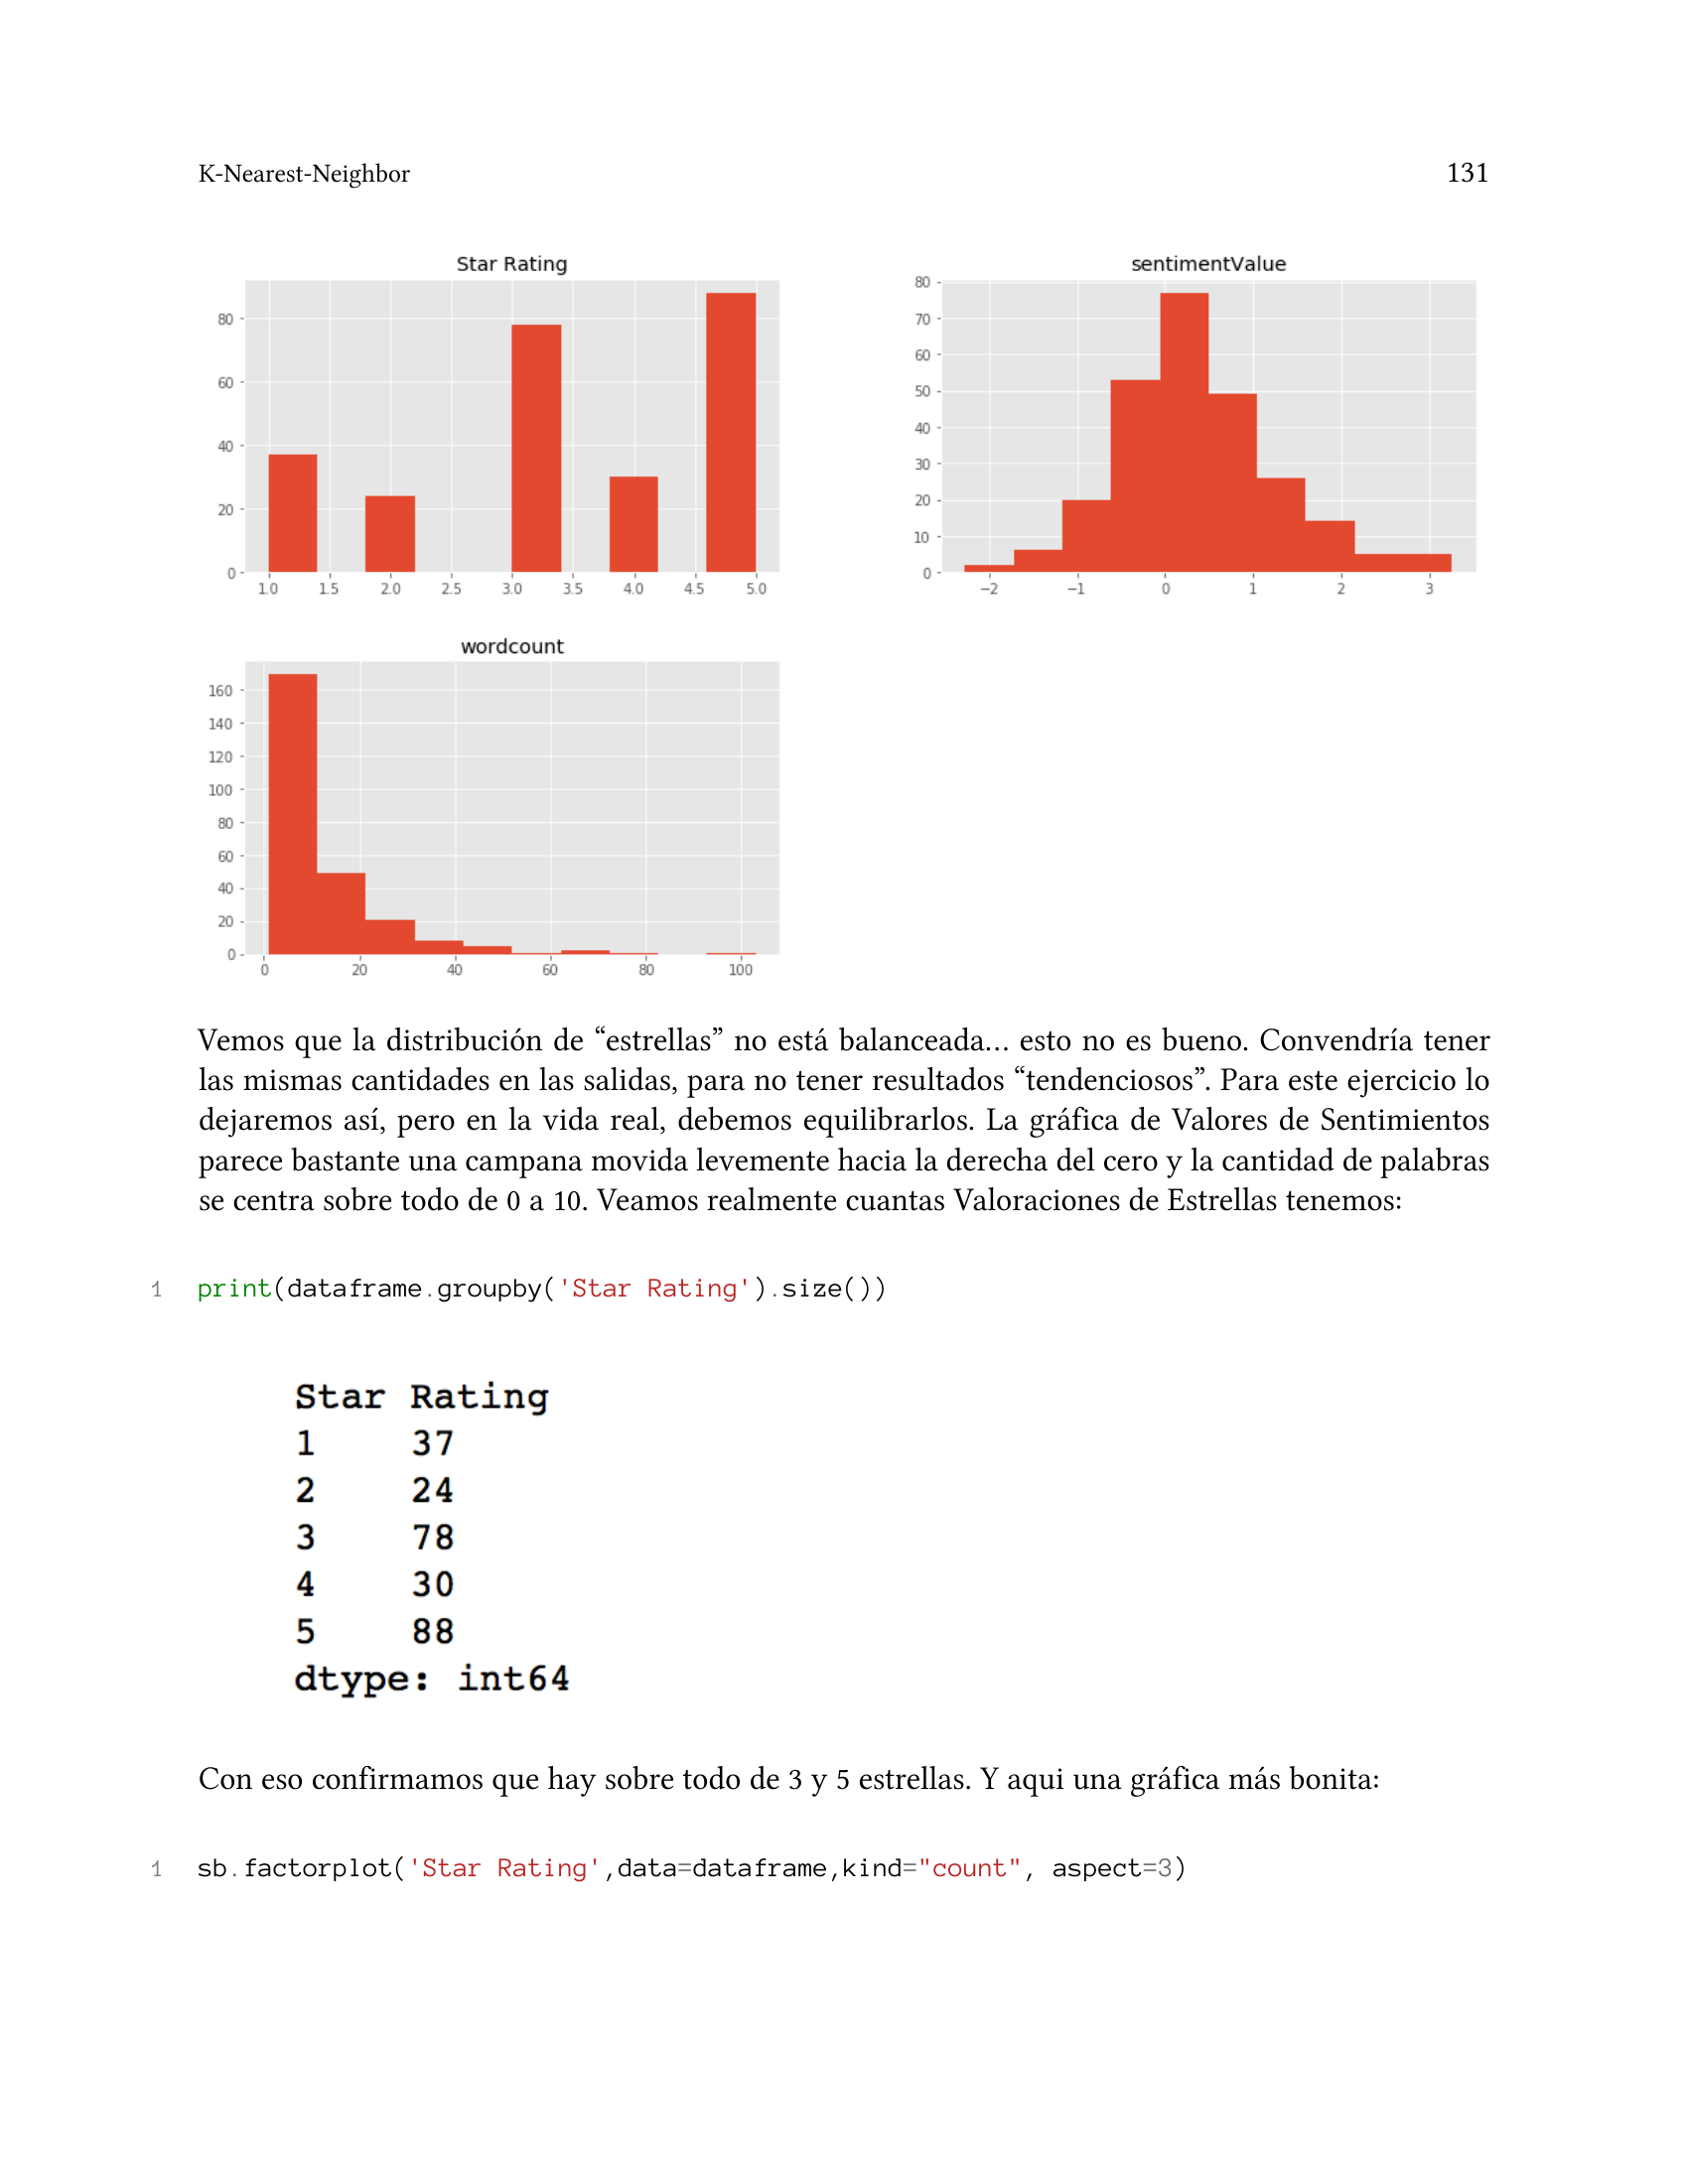 K-Nearest-Neighbor 131
Star Rating
80
60
40
20
0
1.0 1.5 2.0 2.5 3.0 3.5 4.0 4.5 5.0
sentimentValue
80
70
60
50
40
30
20
10
0
−2 −1 0 1 2 3
wordcount
160
140
120
100
80
60
40
20
0
0 20 40 60 80 100
Vemos que la distribución de “estrellas” no está balanceada… esto no es bueno. Convendría tener
las mismas cantidades en las salidas, para no tener resultados “tendenciosos”. Para este ejercicio lo
dejaremos así, pero en la vida real, debemos equilibrarlos. La gráfica de Valores de Sentimientos
parece bastante una campana movida levemente hacia la derecha del cero y la cantidad de palabras
se centra sobre todo de 0 a 10. Veamos realmente cuantas Valoraciones de Estrellas tenemos:
1 print(dataframe.groupby('Star Rating').size())
Star Rating
1 37
2 24
3 78
4 30
5 88
dtype: int64
Con eso confirmamos que hay sobre todo de 3 y 5 estrellas. Y aqui una gráfica más bonita:
1 sb.factorplot('Star Rating',data=dataframe,kind="count", aspect=3)